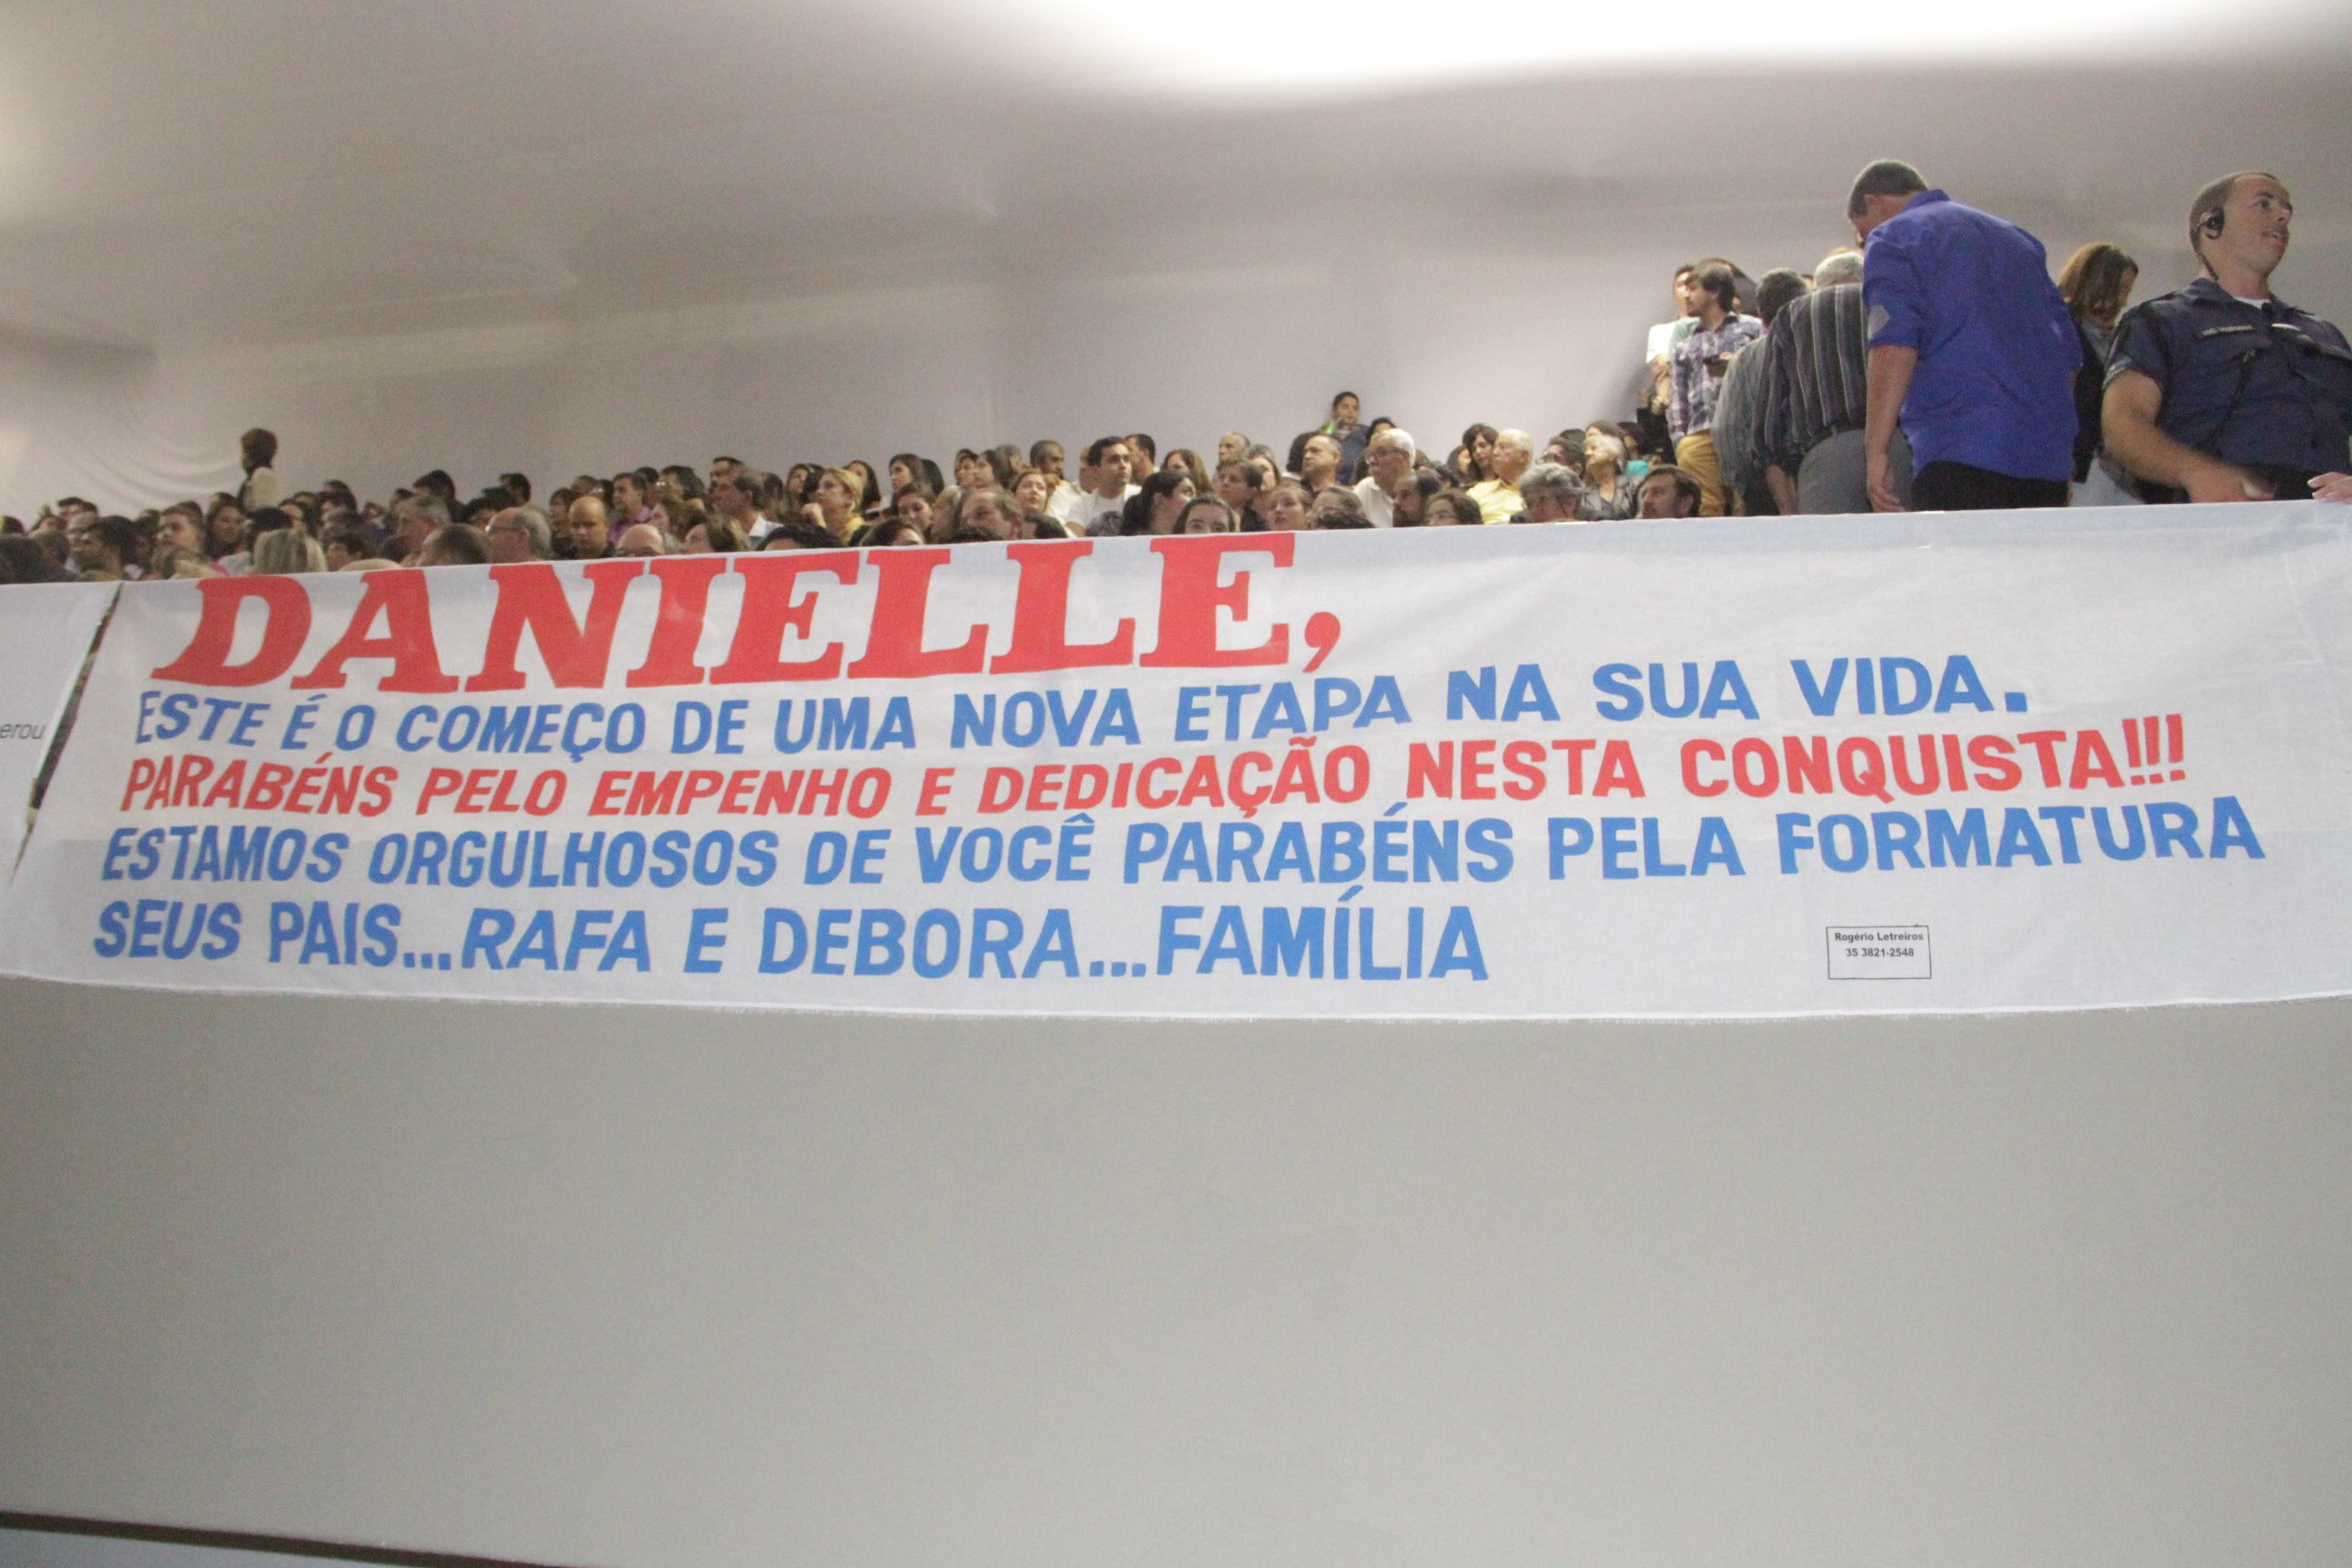 DANIELLE,
ESTE É O COMEÇO DE UMA NOVA ETAPA NA SUA VIDA.
PARABÉNS PELO EMPENHO E DEDICAÇÃO NESTA CONQUISTA!!!
ESTAMOS ORGULHOSOS DE VOCÊ PARABÉNS PELA FORMATURA
SEUS PAIS...RAFA E DEBORA...FAMÍLIA
Rogério Letreiros
35 3821-2548
erou